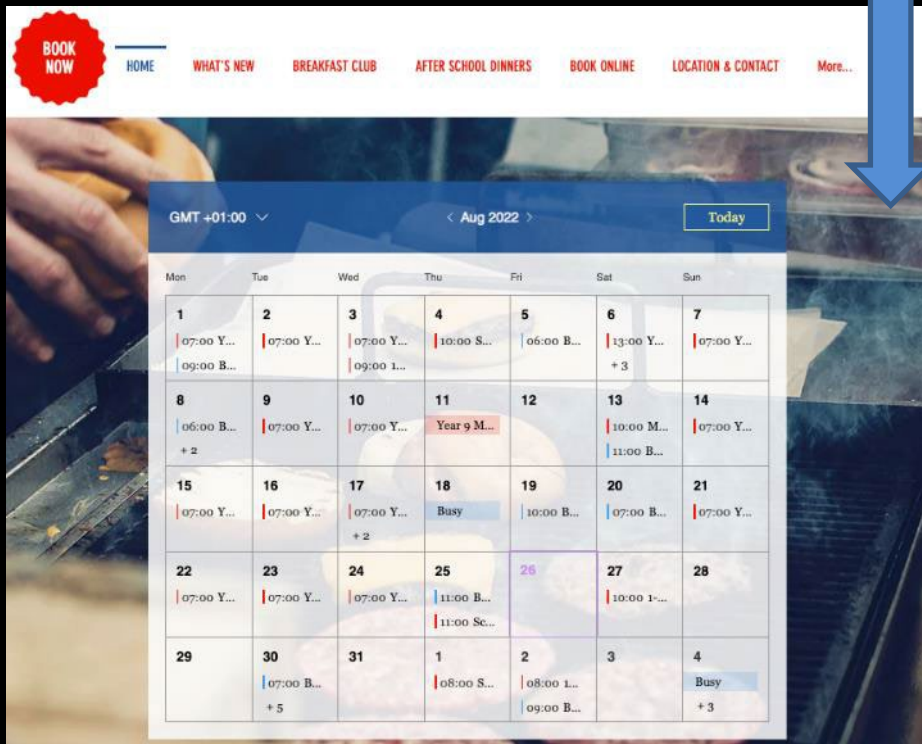 BOOK
NOW
HOME WHAT'S NEW BREAKFAST CLUB AFTER SCHOOL DINNERS BOOK ONLINE LOCATION & CONTACT More...
GMT +01:00 < Aug 2022 > Today
Mon Tue Wed Thu Fri Sat Sun
1 2 3 4 5 6 7
07:00 Y... 07:00 Y... 07:00 Y... 10:00 S... 06:00 B... 13:00 Y... 07:00 Y...
09:00 B... 09:00 1... + 3
8 9 10 11 12 13 14
06:00 B... 07:00 Y... 07:00 Y... Year 9 M... 10:00 M... 07:00 Y...
+ 2 11:00 B...
15 16 17 18 19 20 21
07:00 Y... 07:00 Y... 07:00 Y... Busy 10:00 B... 07:00 B... 07:00 Y...
+ 2
22 23 24 25 26 27 28
07:00 Y... 07:00 Y... 07:00 Y... 11:00 B... 10:00 1-...
11:00 Sc...
29 30 31 1 2 3 4
07:00 B... 08:00 S... 08:00 1... Busy
+ 5 09:00 B... + 3